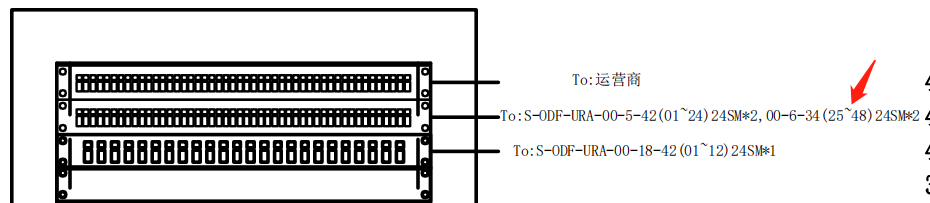 To:运营商
To:S-ODF-URA-00-5-42(01~24)24SM*2,00-6-34(25~48)24SM*2
To:S-ODF-URA-00-18-42(01~12)24SM*1